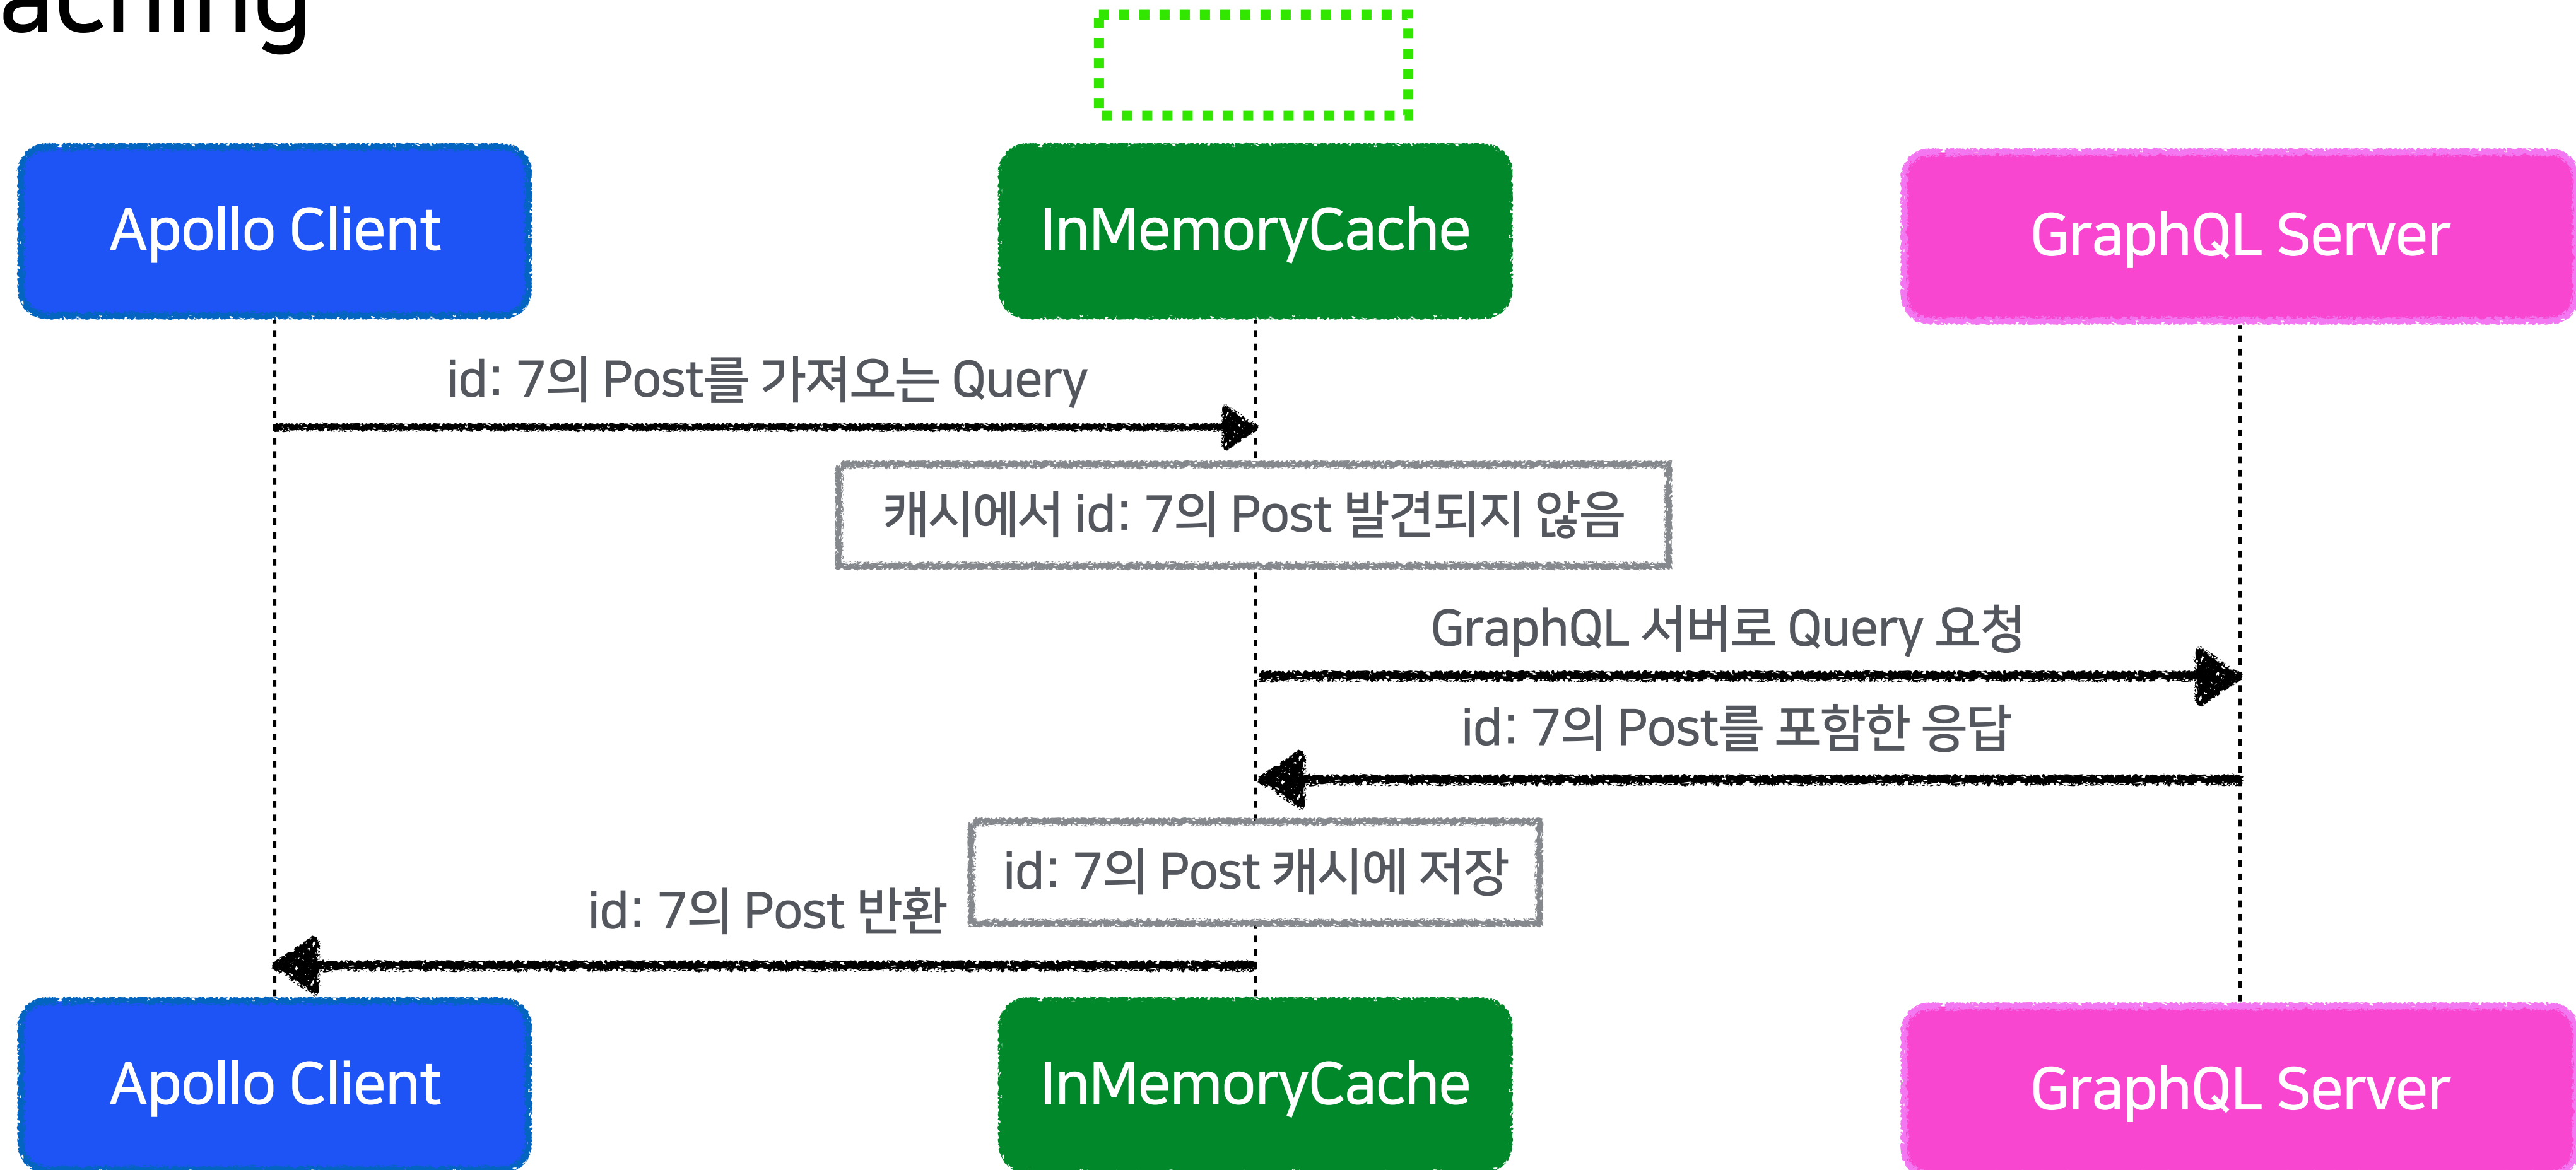 aching
Apollo Client
InMemoryCache
GraphQL Server
id: 7의 Post를 가져오는 Query
캐시에서 id: 7의 Post 발견되지 않음
GraphQL 서버로 Query 요청
id: 7의 Post를 포함한 응답
id: 7의 Post 캐시에 저장
id: 7의 Post 반환
Apollo Client
InMemoryCache
GraphQL Server